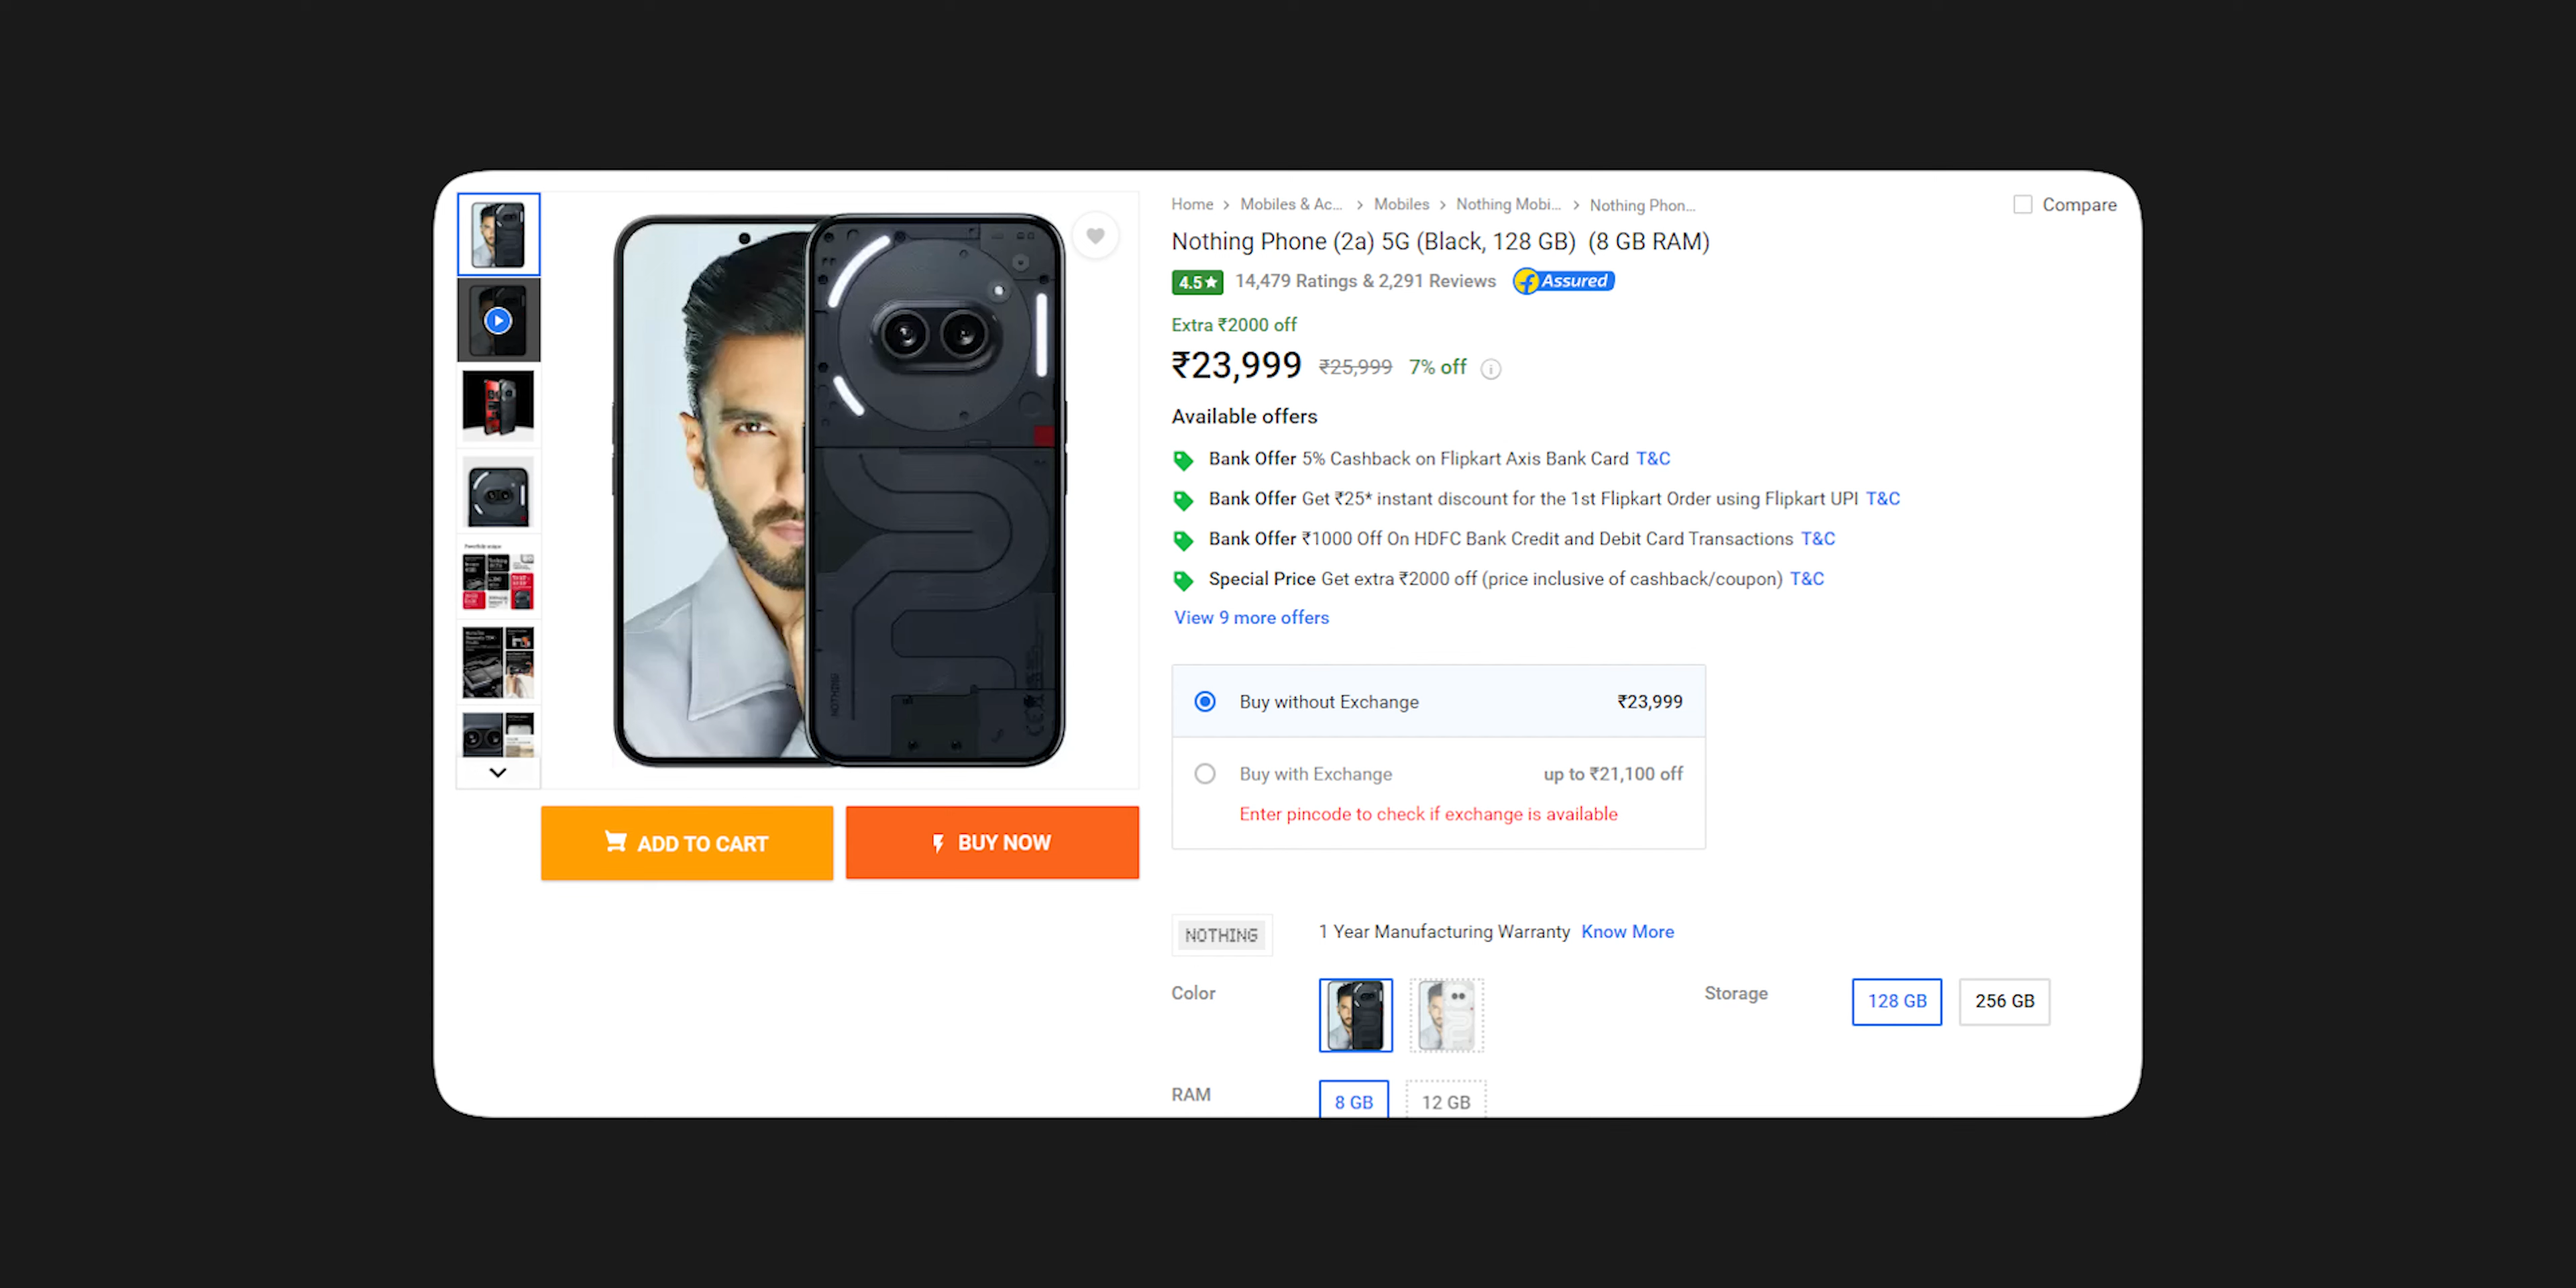 Home > Mobiles & Ac... > Mobiles > Nothing Mobi... > Nothing Phon...
Compare
Nothing Phone (2a) 5G (Black, 128 GB) (8 GB RAM)
4.5★ 14,479 Ratings & 2,291 Reviews Assured
Extra ₹2000 off
₹23,999 ₹25,999 7% off
Available offers
Bank Offer 5% Cashback on Flipkart Axis Bank Card T&C
Bank Offer Get ₹25* instant discount for the 1st Flipkart Order using Flipkart UPI T&C
Bank Offer ₹1000 Off On HDFC Bank Credit and Debit Card Transactions T&C
Special Price Get extra ₹2000 off (price inclusive of cashback/coupon) T&C
View 9 more offers
Buy without Exchange ₹23,999
Buy with Exchange up to ₹21,100 off
Enter pincode to check if exchange is available
ADD TO CART
BUY NOW
NOTHING
1 Year Manufacturing Warranty Know More
Color
Storage
128 GB
256 GB
RAM
8 GB
12 GB